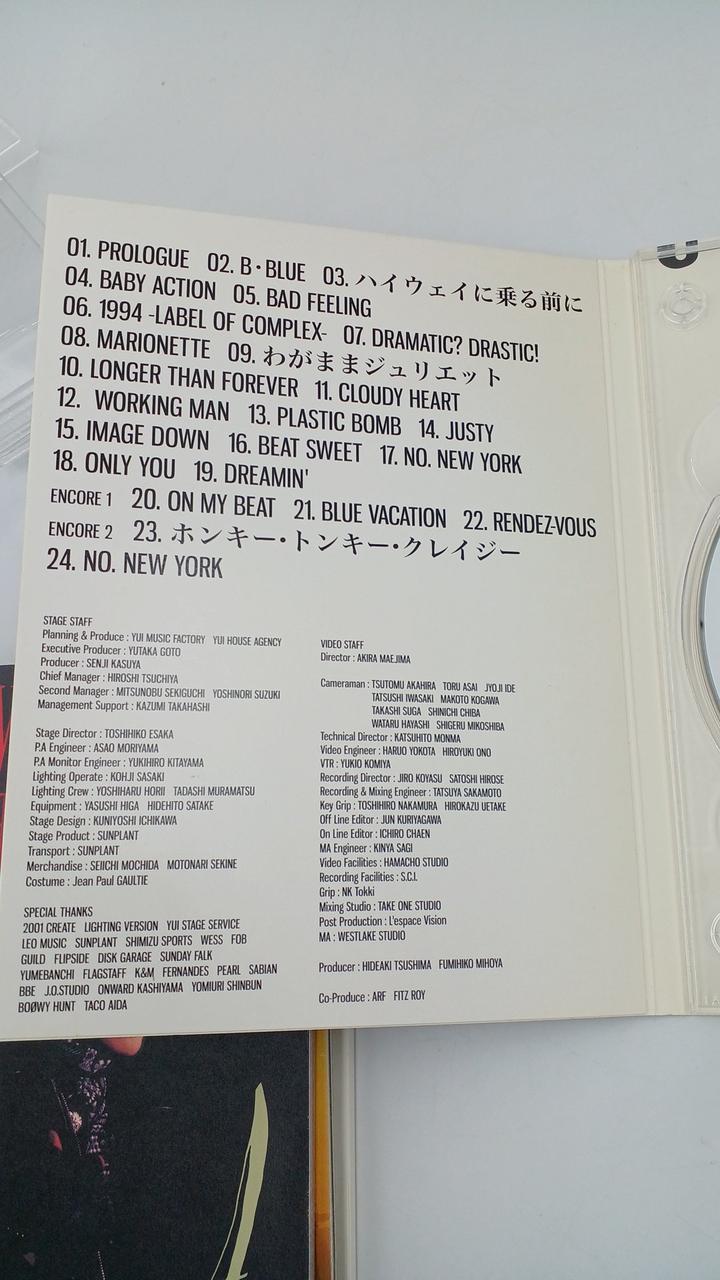 01. PROLOGUE 02. B・BLUE 03. ハイウェイに乗る前に
04. BABY ACTION 05. BAD FEELING
06. 1994 -LABEL OF COMPLEX- 07. DRAMATIC? DRASTIC!
08. MARIONETTE 09. わがままジュリエット
10. LONGER THAN FOREVER 11. CLOUDY HEART
12. WORKING MAN 13. PLASTIC BOMB 14. JUSTY
15. IMAGE DOWN 16. BEAT SWEET 17. NO. NEW YORK
18. ONLY YOU 19. DREAMIN'
ENCORE 1 20. ON MY BEAT 21. BLUE VACATION 22. RENDEZ-VOUS
ENCORE 2 23. ホンキー・トンキー・クレイジー
24. NO. NEW YORK
STAGE STAFF
Planning & Produce : YUI MUSIC FACTORY YUI HOUSE AGENCY
Executive Producer : YUTAKA GOTO
Producer : SENJI KASUYA
Chief Manager : HIROSHI TSUCHIYA
Second Manager : MITSUNOBU SEKIGUCHI YOSHINORI SUZUKI
Management Support : KAZUMI TAKAHASHI
Stage Director : TOSHIHIKO ESAKA
P.A Engineer : ASAO MORIYAMA
P.A Monitor Engineer : YUKIHIRO KITAYAMA
Lighting Operate : KOHJI SASAKI
Lighting Crew : YOSHIHARU HORII TADASHI MURAMATSU
Equipment : YASUSHI HIGA HIDEHITO SATAKE
Stage Design : KUNIYOSHI ICHIKAWA
Stage Product : SUNPLANT
Transport : SUNPLANT
Merchandise : SEIICHI MOCHIDA MOTONARI SEKINE
Costume : Jean Paul GAULTIE
SPECIAL THANKS
2001 CREATE LIGHTING VERSION YUI STAGE SERVICE
LEO MUSIC SUNPLANT SHIMIZU SPORTS WESS FOB
GUILD FLIPSIDE DISK GARAGE SUNDAY FALK
YUMEBANCHI FLAGSTAFF K&M FERNANDES PEARL SABIAN
BBE J.O.STUDIO ONWARD KASHIYAMA YOMIURI SHINBUN
BOØWY HUNT TACO AIDA
VIDEO STAFF
Director : AKIRA MAEJIMA
Cameraman : TSUTOMU AKAHIRA TORU ASAI JYOJI IDE
TATSUSHI IWASAKI MAKOTO KOGAWA
TAKASHI SUGA SHINICHI CHIBA
WATARU HAYASHI SHIGERU MIKOSHIBA
Technical Director : KATSUHITO MONMA
Video Engineer : HARUO YOKOTA HIROYUKI ONO
VTR : YUKIO KOMIYA
Recording Director : JIRO KOYASU SATOSHI HIROSE
Recording & Mixing Engineer : TATSUYA SAKAMOTO
Key Grip : TOSHIHIRO NAKAMURA HIROKAZU UETAKE
Off Line Editor : JUN KURIYAGAWA
On Line Editor : ICHIRO CHAEN
MA Engineer : KINYA SAGI
Video Facilities : HAMACHO STUDIO
Recording Facilities : S.C.I.
Grip : NK Tokki
Mixing Studio : TAKE ONE STUDIO
Post Production : L'espace Vision
MA : WESTLAKE STUDIO
Producer : HIDEAKI TSUSHIMA FUMIHIKO MIHOYA
Co-Produce : ARF FITZ ROY